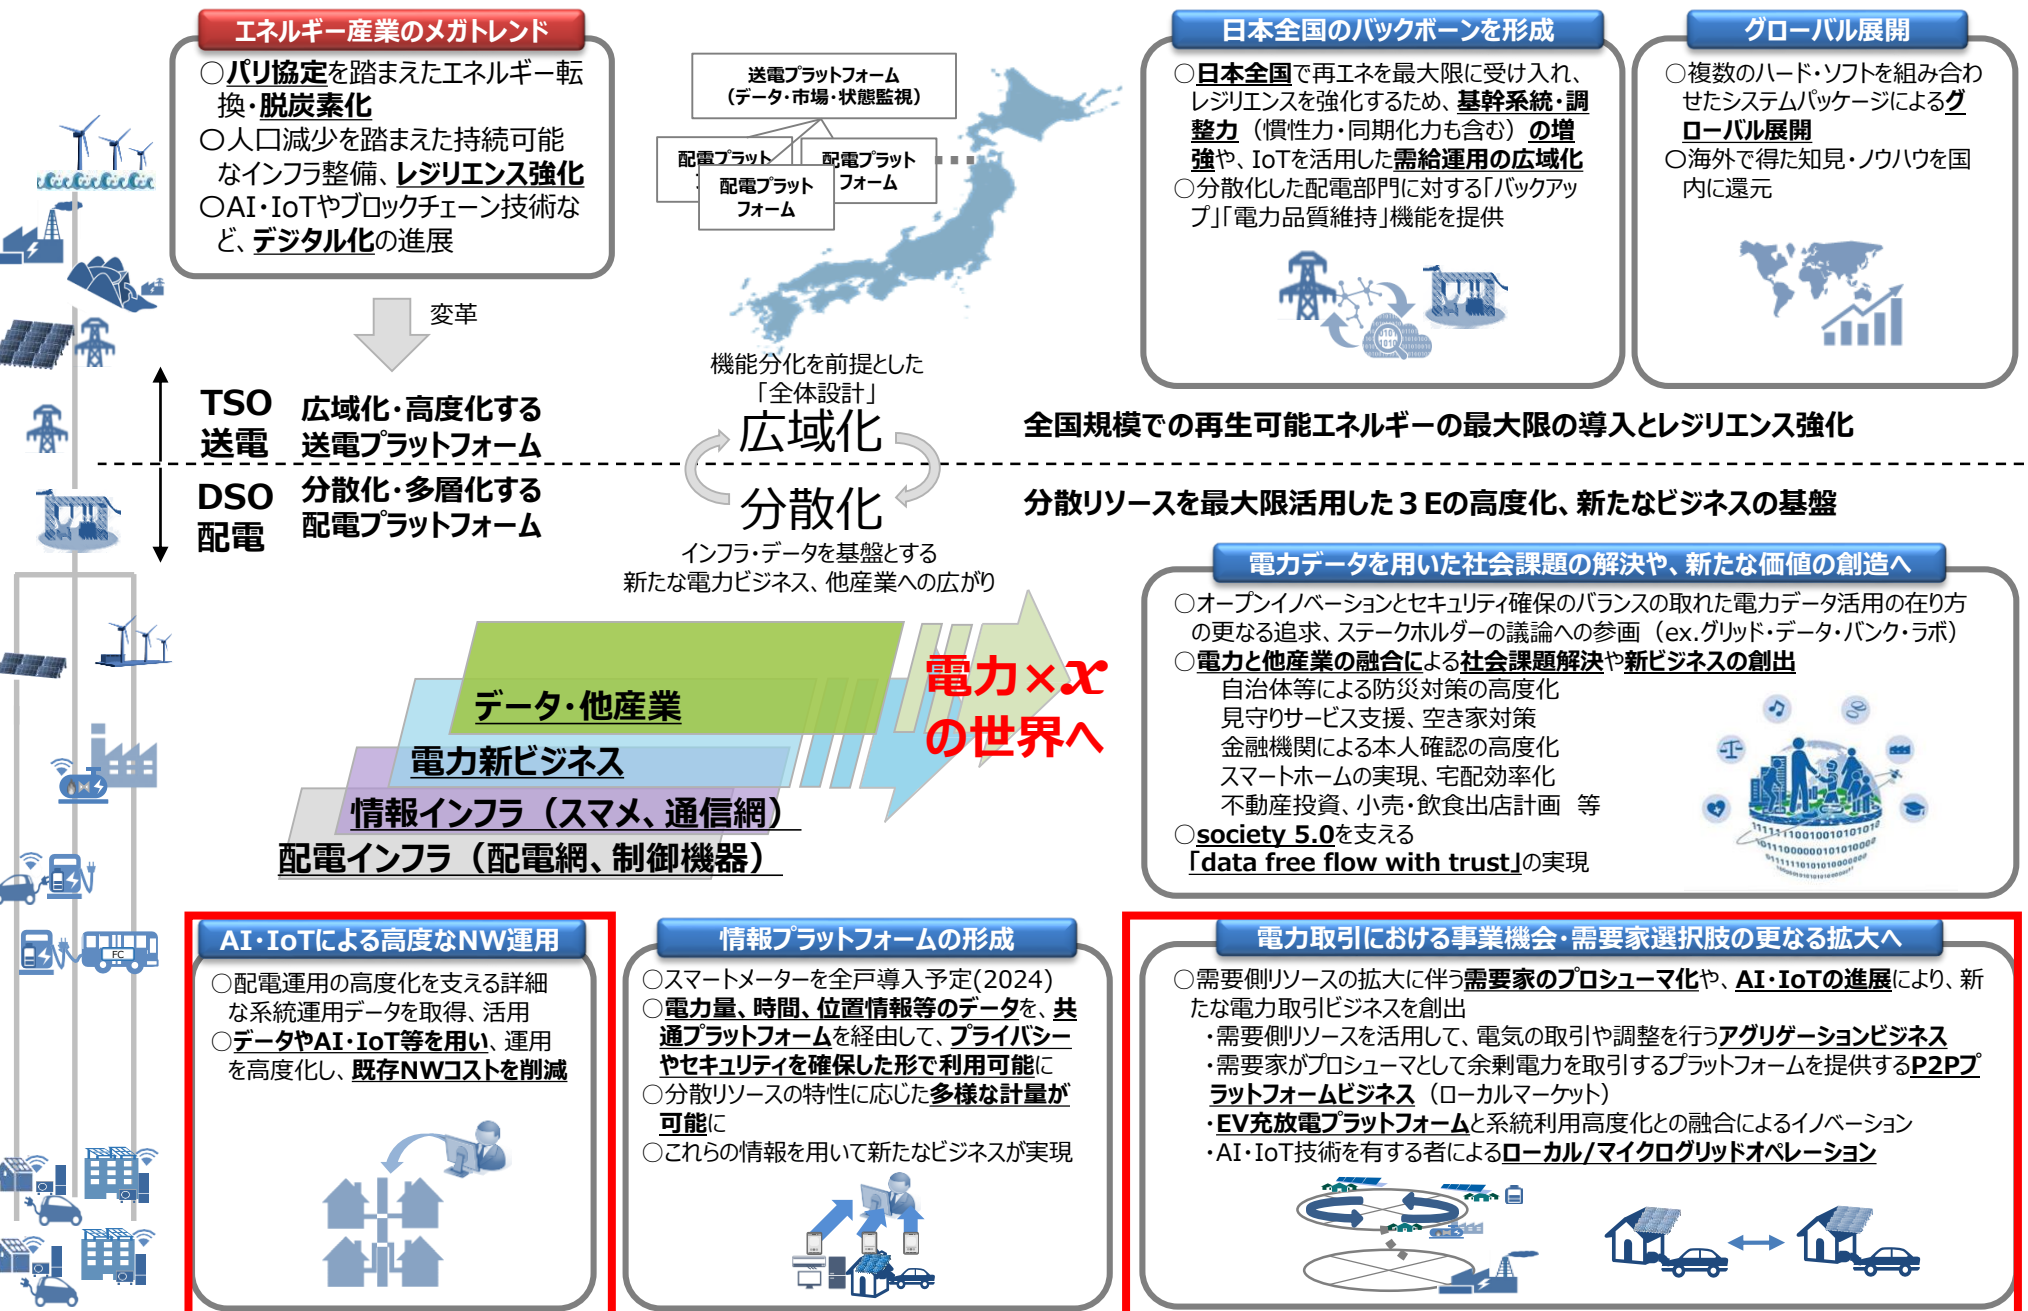 エネルギー産業のメガトレンド
○パリ協定を踏まえたエネルギー転
換・脱炭素化
○人口減少を踏まえた持続可能
なインフラ整備、レジリエンス強化
○AI・IoTやブロックチェーン技術な
ど、デジタル化の進展
変革
送電プラットフォーム
（データ・市場・状態監視）
配電プラット
配電プラット
フォーム
配電プラット
フォーム
日本全国のバックボーンを形成
○日本全国で再エネを最大限に受け入れ、
レジリエンスを強化するため、基幹系統・調
整力（慣性力・同期化力も含む）の増
強や、IoTを活用した需給運用の広域化
○分散化した配電部門に対する「バックアッ
プ」「電力品質維持」機能を提供
グローバル展開
○複数のハード・ソフトを組み合わ
せたシステムパッケージによるグ
ローバル展開
○海外で得た知見・ノウハウを国
内に還元
TSO
送電
広域化・高度化する
送電プラットフォーム
機能分化を前提とした
「全体設計」
広域化
全国規模での再生可能エネルギーの最大限の導入とレジリエンス強化
DSO
配電
分散化・多層化する
配電プラットフォーム
分散化
インフラ・データを基盤とする
新たな電力ビジネス、他産業への広がり
分散リソースを最大限活用した３Eの高度化、新たなビジネスの基盤
データ・他産業
電力新ビジネス
情報インフラ（スマメ、通信網）
配電インフラ（配電網、制御機器）
電力×x
の世界へ
電力データを用いた社会課題の解決や、新たな価値の創造へ
○オープンイノベーションとセキュリティ確保のバランスの取れた電力データ活用の在り方
の更なる追求、ステークホルダーの議論への参画（ex.グリッド・データ・バンク・ラボ）
○電力と他産業の融合による社会課題解決や新ビジネスの創出
自治体等による防災対策の高度化
見守りサービス支援、空き家対策
金融機関による本人確認の高度化
スマートホームの実現、宅配効率化
不動産投資、小売・飲食出店計画 等
○society 5.0を支える
「data free flow with trust」の実現
FC
AI・IoTによる高度なNW運用
○配電運用の高度化を支える詳細
な系統運用データを取得、活用
○データやAI・IoT等を用い、運用
を高度化し、既存NWコストを削減
情報プラットフォームの形成
○スマートメーターを全戸導入予定(2024)
○電力量、時間、位置情報等のデータを、共
通プラットフォームを経由して、プライバシー
やセキュリティを確保した形で利用可能に
○分散リソースの特性に応じた多様な計量が
可能に
○これらの情報を用いて新たなビジネスが実現
電力取引における事業機会・需要家選択肢の更なる拡大へ
○需要側リソースの拡大に伴う需要家のプロシューマ化や、AI・IoTの進展により、新
たな電力取引ビジネスを創出
・需要側リソースを活用して、電気の取引や調整を行うアグリゲーションビジネス
・需要家がプロシューマとして余剰電力を取引するプラットフォームを提供するP2Pプ
ラットフォームビジネス（ローカルマーケット）
・EV充放電プラットフォームと系統利用高度化との融合によるイノベーション
・AI・IoT技術を有する者によるローカル/マイクログリッドオペレーション